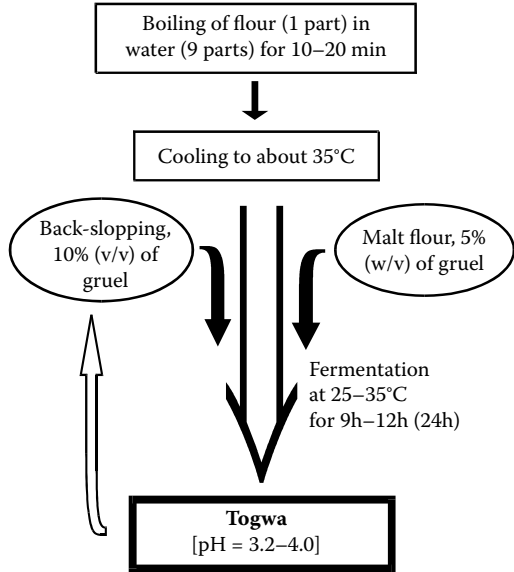 Boiling of flour (1 part) in
water (9 parts) for 10–20 min
Cooling to about 35°C
Back-slopping,
10% (v/v) of
gruel
Malt flour, 5%
(w/v) of gruel
Fermentation
at 25–35°C
for 9h–12h (24h)
Togwa
[pH = 3.2–4.0]